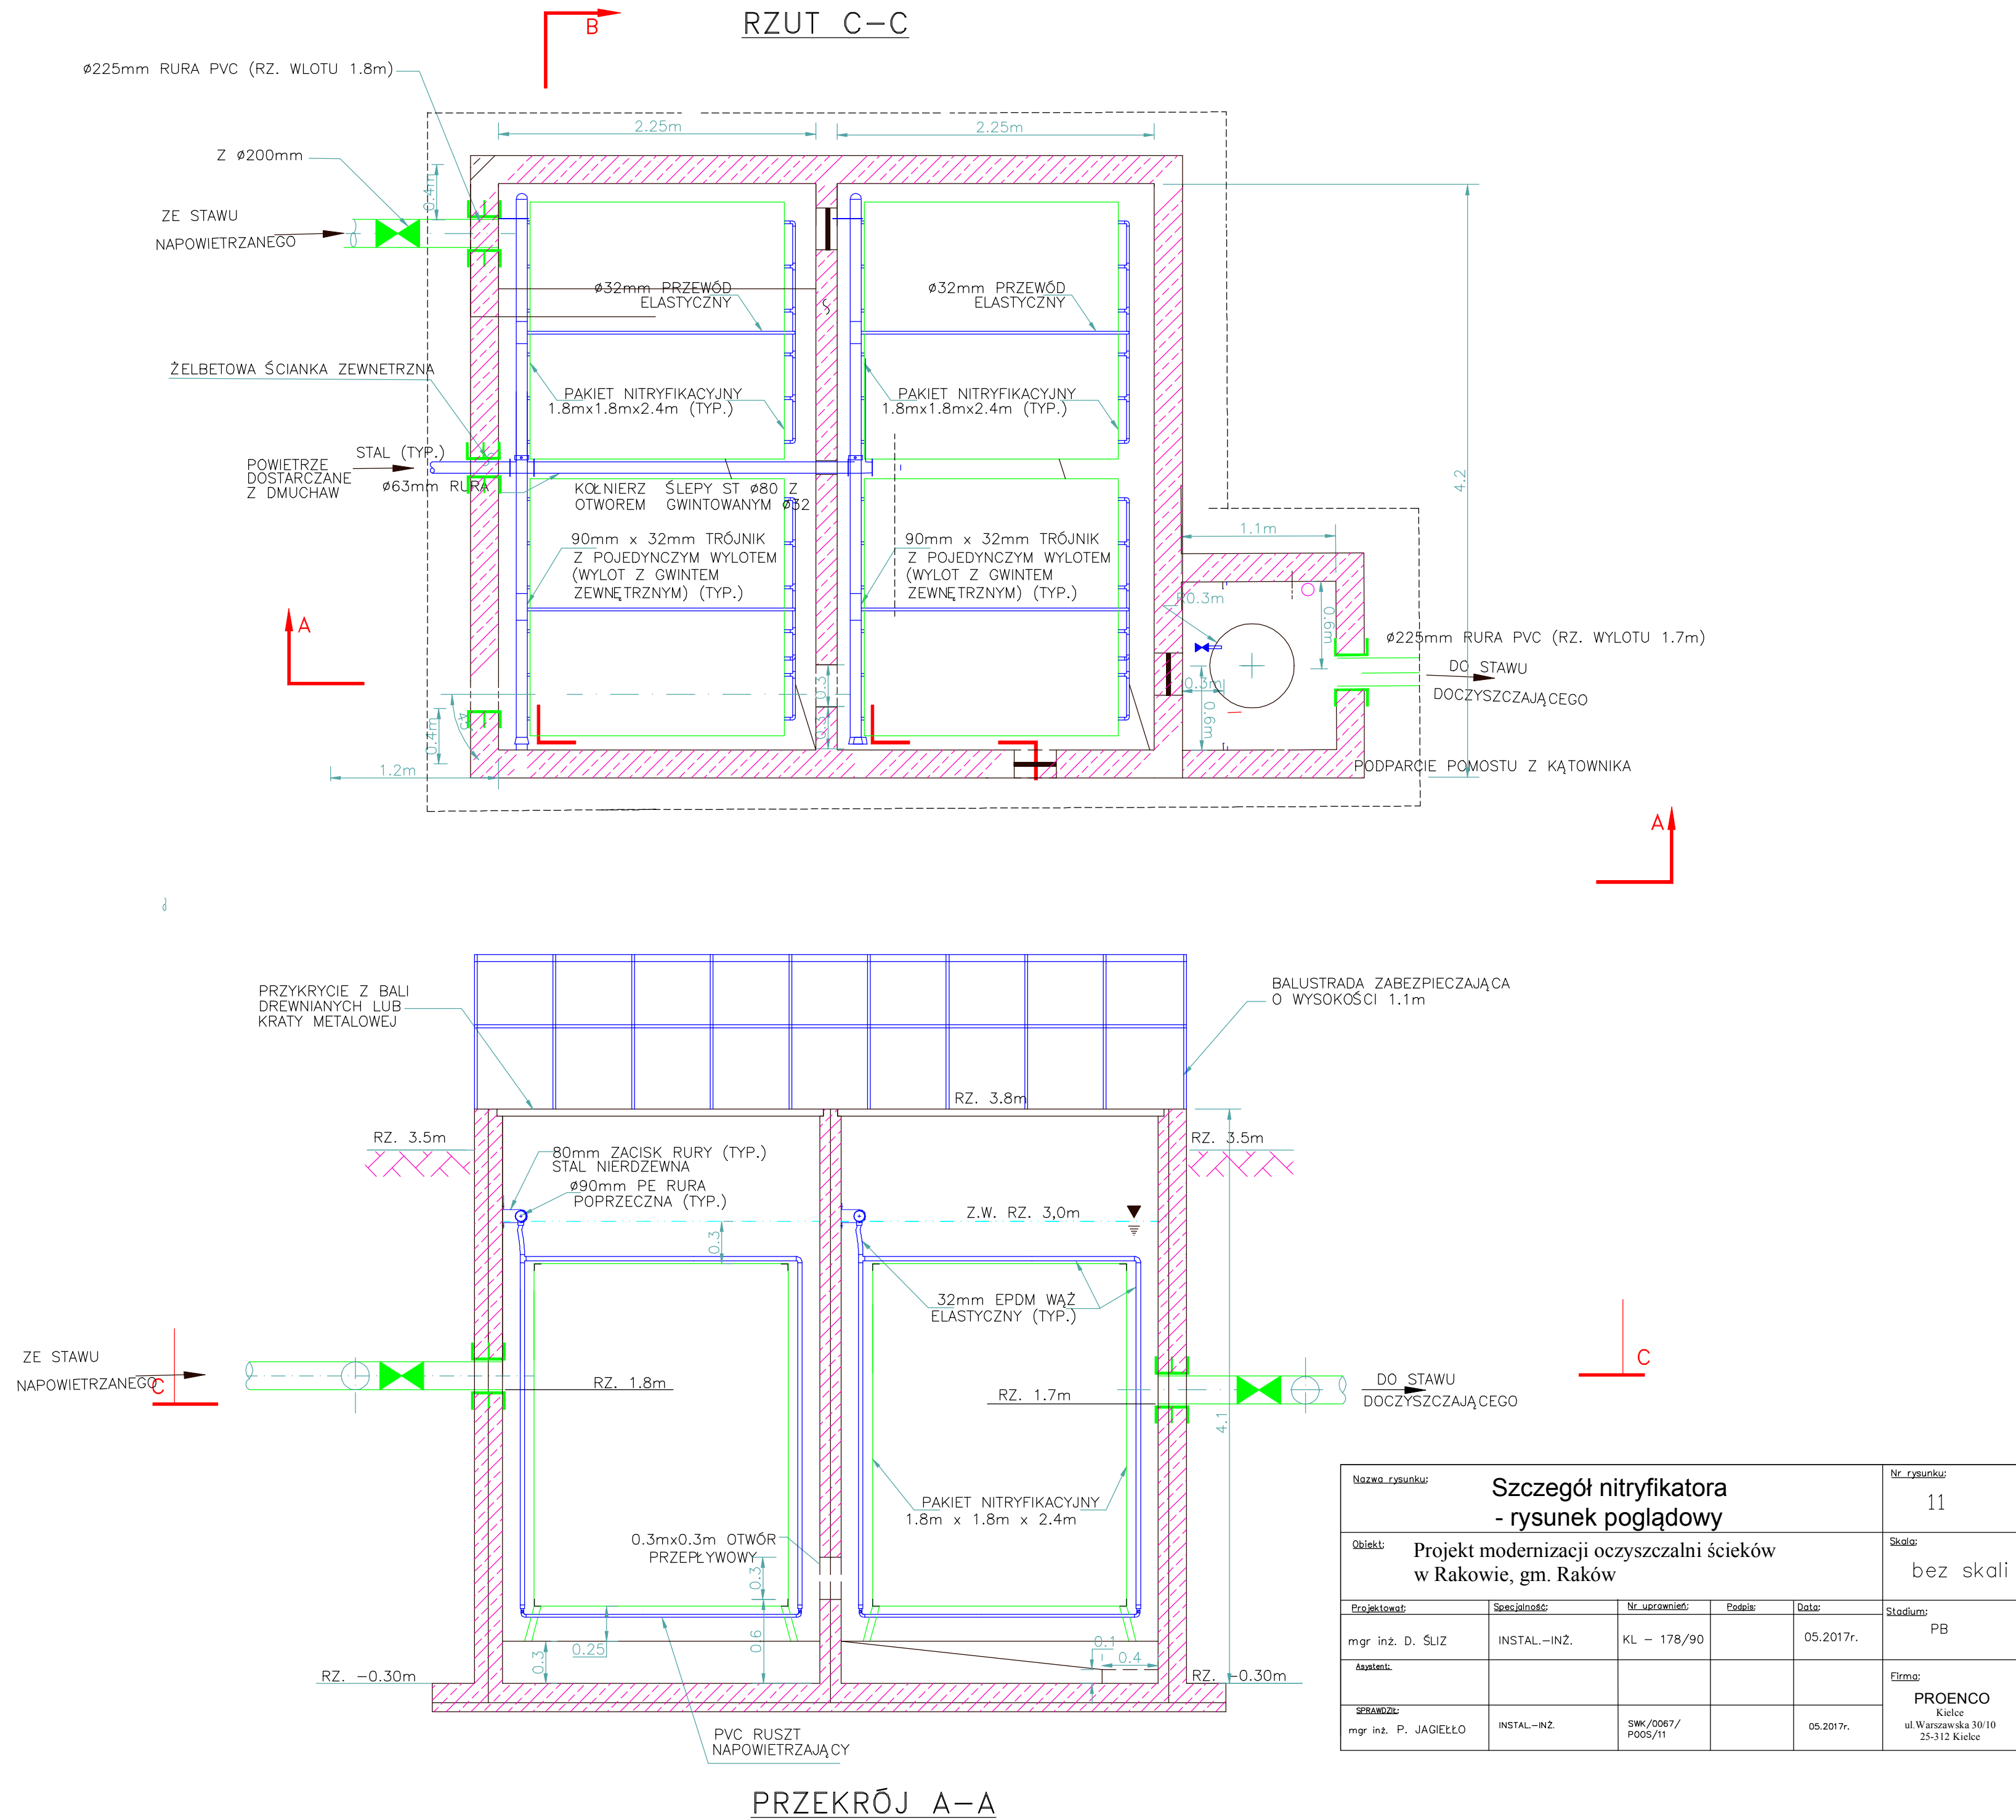 RZUT C-C
B
ø225mm RURA PVC (RZ. WLOTU 1.8m)
2.25m
2.25m
Z ø200mm
0.4m
ZE STAWU
NAPOWIETRZANEGO
ø32mm PRZEWÓD
ELASTYCZNY
ø32mm PRZEWÓD
ELASTYCZNY
ŻELBETOWA ŚCIANKA ZEWNETRZNA
PAKIET NITRYFIKACYJNY
1.8mx1.8mx2.4m (TYP.)
PAKIET NITRYFIKACYJNY
1.8mx1.8mx2.4m (TYP.)
STAL (TYP.)
POWIETRZE
DOSTARCZANE
Z DMUCHAW
ø63mm RURA
KOŁNIERZ ŚLEPY ST ø80 Z
OTWOREM GWINTOWANYM ø32
4.2
1.1m
90mm x 32mm TRÓJNIK
Z POJEDYNCZYM WYLOTEM
(WYLOT Z GWINTEM
ZEWNĘTRZNYM) (TYP.)
90mm x 32mm TRÓJNIK
Z POJEDYNCZYM WYLOTEM
(WYLOT Z GWINTEM
ZEWNĘTRZNYM) (TYP.)
R0.3m
0.6m
A
ø225mm RURA PVC (RZ. WYLOTU 1.7m)
DO STAWU
DOCZYSZCZAJĄCEGO
0.3m
0.6m
0.3
0.3
45
0.4m
1.2m
PODPARCIE POMOSTU Z KĄTOWNIKA
A
PRZYKRYCIE Z BALI
DREWNIANYCH LUB
KRATY METALOWEJ
BALUSTRADA ZABEZPIECZAJĄCA
O WYSOKOŚCI 1.1m
RZ. 3.8m
RZ. 3.5m
RZ. 3.5m
80mm ZACISK RURY (TYP.)
STAL NIERDZEWNA
ø90mm PE RURA
POPRZECZNA (TYP.)
Z.W. RZ. 3,0m
0.3
32mm EPDM WĄŻ
ELASTYCZNY (TYP.)
ZE STAWU
NAPOWIETRZANEGO
C
RZ. 1.8m
RZ. 1.7m
C
DO STAWU
DOCZYSZCZAJĄCEGO
4.1
PAKIET NITRYFIKACYJNY
1.8m x 1.8m x 2.4m
0.3mx0.3m OTWÓR
PRZEPŁYWOWY
0.3
0.6
0.25
0.3
0.1
0.4
RZ. -0.30m
RZ. -0.30m
PVC RUSZT
NAPOWIETRZAJĄCY
PRZEKRÕJ A-A
Nazwa rysunku:
Szczegół nitryfikatora
- rysunek poglądowy
Nr rysunku:
11
Obiekt:
Projekt modernizacji oczyszczalni ścieków
w Rakowie, gm. Raków
Skala:
bez skali
Projektował:
Specjalność:
Nr uprawnień:
Podpis:
Data:
Stadium:
PB
mgr inż. D. ŚLIZ
INSTAL.-INŻ.
KL - 178/90
05.2017r.
Asystent:
Firma:
PROENCO
Kielce
ul.Warszawska 30/10
25-312 Kielce
SPRAWDZIŁ:
mgr inż. P. JAGIEŁŁO
INSTAL.-INŻ.
SWK/0067/
POOS/11
05.2017r.